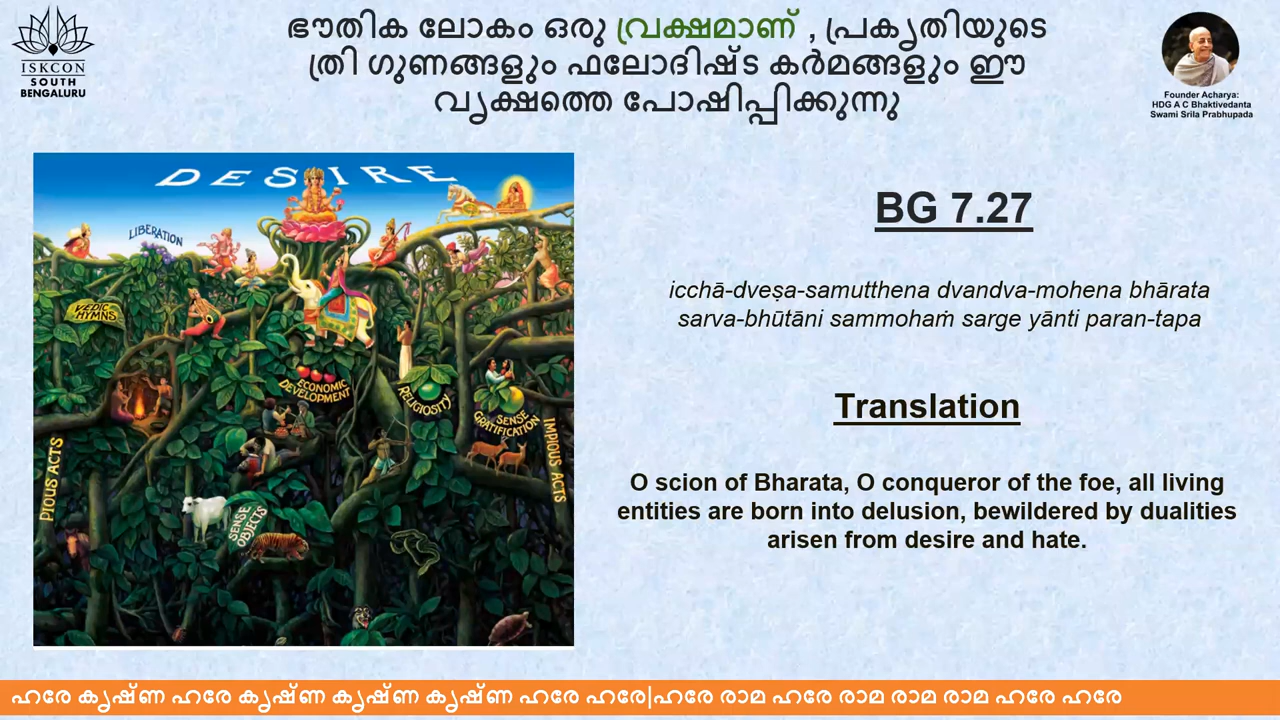 ഭൗതിക ലോകം ഒരു വ്രക്ഷമാണ് , പ്രകൃതിയുടെ
ത്രി ഗുണങ്ങളും ഫലോദിഷ്ട കർമങ്ങളും ഈ
വൃക്ഷത്തെ പോഷിപ്പിക്കുന്നു
ISKCON
SOUTH
BENGALURU
Founder Acharya:
HDG A C Bhaktivedanta
Swami Srila Prabhupada
DESIRE
LIBERATION
VEDIC
HYMNS
ECONOMIC
DEVELOPMENT
RELIGIOSITY
SENSE
GRATIFICATION
PIOUS ACTS
IMPIOUS ACTS
SENSE
OBJECTS
BG 7.27
icchā-dveṣa-samutthena dvandva-mohena bhārata
sarva-bhūtāni sammohaṁ sarge yānti paran-tapa
Translation
O scion of Bharata, O conqueror of the foe, all living
entities are born into delusion, bewildered by dualities
arisen from desire and hate.
ഹരേ കൃഷ്ണ ഹരേ കൃഷ്ണ കൃഷ്ണ കൃഷ്ണ ഹരേ ഹരേ|ഹരേ രാമ ഹരേ രാമ രാമ രാമ ഹരേ ഹരേ